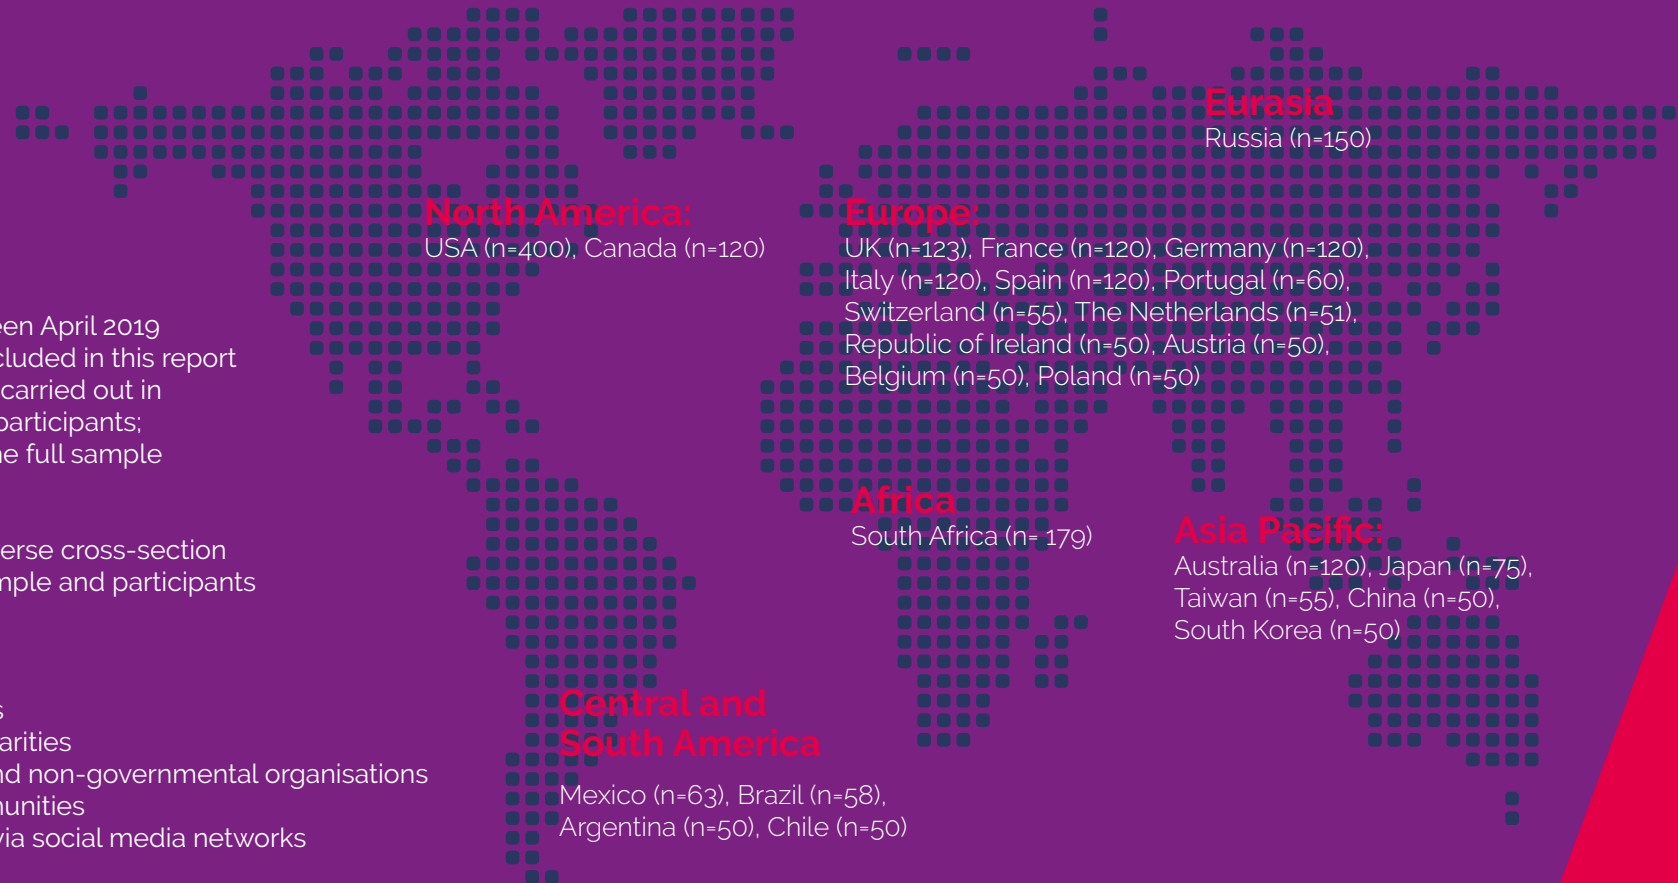 een April 2019
cluded in this report
carried out in
participants;
he full sample
erse cross-section
mple and participants
s
arities
nd non-governmental organisations
munities
via social media networks
North America:
USA (n=400), Canada (n=120)
Europe:
UK (n=123), France (n=120), Germany (n=120),
Italy (n=120), Spain (n=120), Portugal (n=60),
Switzerland (n=55), The Netherlands (n=51),
Republic of Ireland (n=50), Austria (n=50),
Belgium (n=50), Poland (n=50)
Eurasia
Russia (n=150)
Africa
South Africa (n= 179)
Asia Pacific:
Australia (n=120), Japan (n=75),
Taiwan (n=55), China (n=50),
South Korea (n=50)
Central and
South America
Mexico (n=63), Brazil (n=58),
Argentina (n=50), Chile (n=50)